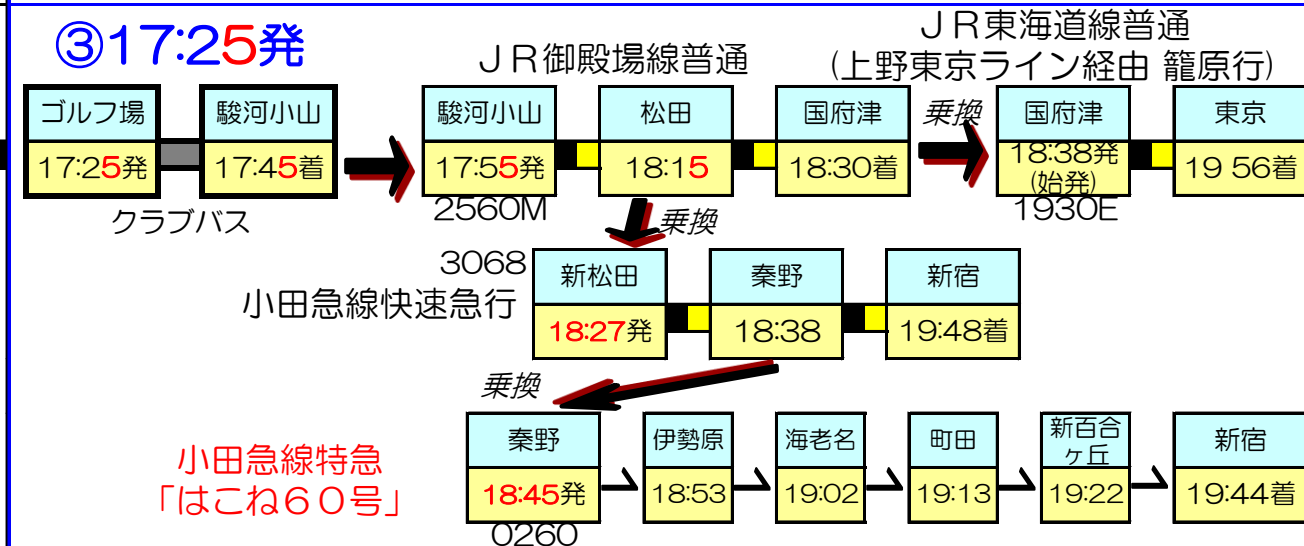 ③17:25発
ＪＲ御殿場線普通
ＪＲ東海道線普通
(上野東京ライン経由 籠原行)
ゴルフ場
駿河小山
17:25発
17:45着
クラブバス
駿河小山
松田
国府津
17:55発
18:15
18:30着
2560M
乗換
国府津
東京
18:38発
(始発)
19 56着
1930E
乗換
3068
小田急線快速急行
新松田
秦野
新宿
18:27発
18:38
19:48着
乗換
小田急線特急
「はこね６０号」
秦野
伊勢原
海老名
町田
新百合
ヶ丘
新宿
18:45発
18:53
19:02
19:13
19:22
19:44着
0260